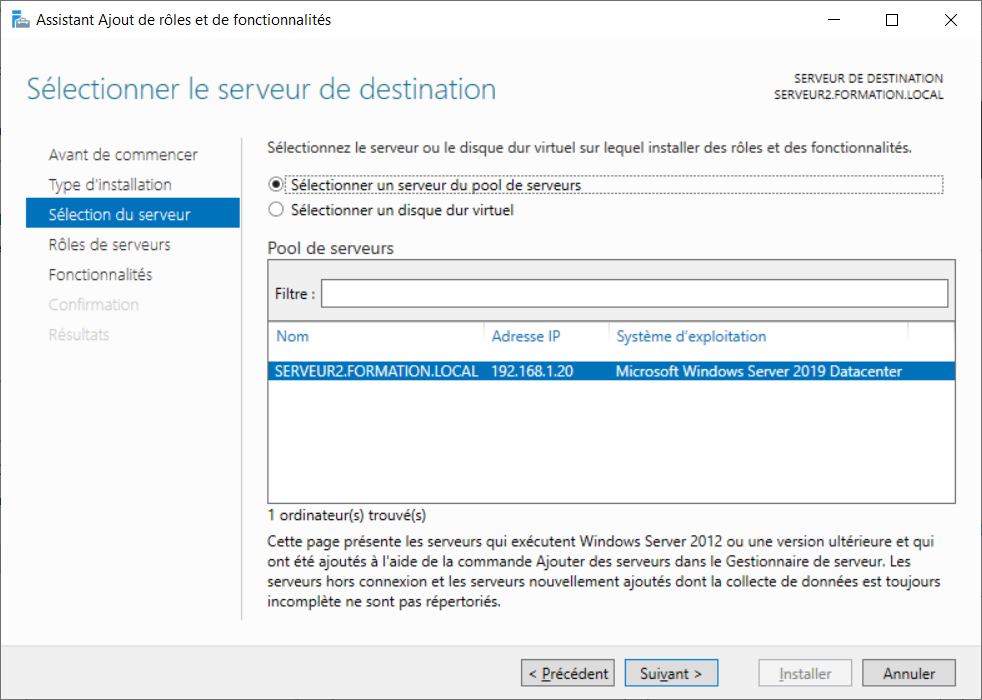 Assistant Ajout de rôles et de fonctionnalités
Sélectionner le serveur de destination
SERVEUR DE DESTINATION
SERVEUR2.FORMATION.LOCAL
Avant de commencer
Type d'installation
Sélection du serveur
Rôles de serveurs
Fonctionnalités
Confirmation
Résultats
Sélectionnez le serveur ou le disque dur virtuel sur lequel installer des rôles et des fonctionnalités.
Sélectionner un serveur du pool de serveurs
Sélectionner un disque dur virtuel
Pool de serveurs
Filtre :
Nom Adresse IP Système d'exploitation
SERVEUR2.FORMATION.LOCAL 192.168.1.20 Microsoft Windows Server 2019 Datacenter
1 ordinateur(s) trouvé(s)
Cette page présente les serveurs qui exécutent Windows Server 2012 ou une version ultérieure et qui
ont été ajoutés à l'aide de la commande Ajouter des serveurs dans le Gestionnaire de serveur. Les
serveurs hors connexion et les serveurs nouvellement ajoutés dont la collecte de données est toujours
incomplète ne sont pas répertoriés.
< Précédent Suivant > Installer Annuler